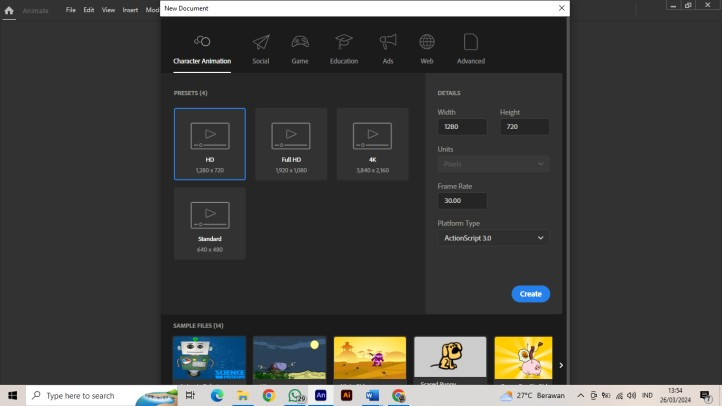 New Document
Animate File Edit View Insert
Character Animation Social Game Education Ads Web Advanced
PRESETS (4)
HD
1,280 x 720
Full HD
1,920 x 1,080
4K
3,840 x 2,160
Standard
640 x 480
DETAILS
Width Height
1280 720
Units
Pixels
Frame Rate
30.00
Platform Type
ActionScript 3.0
Create
SAMPLE FILES (14)
SCIENCE
Scared Puppy
Type here to search
129
An
Ai
W
27°C Berawan
IND
13:54
26/03/2024